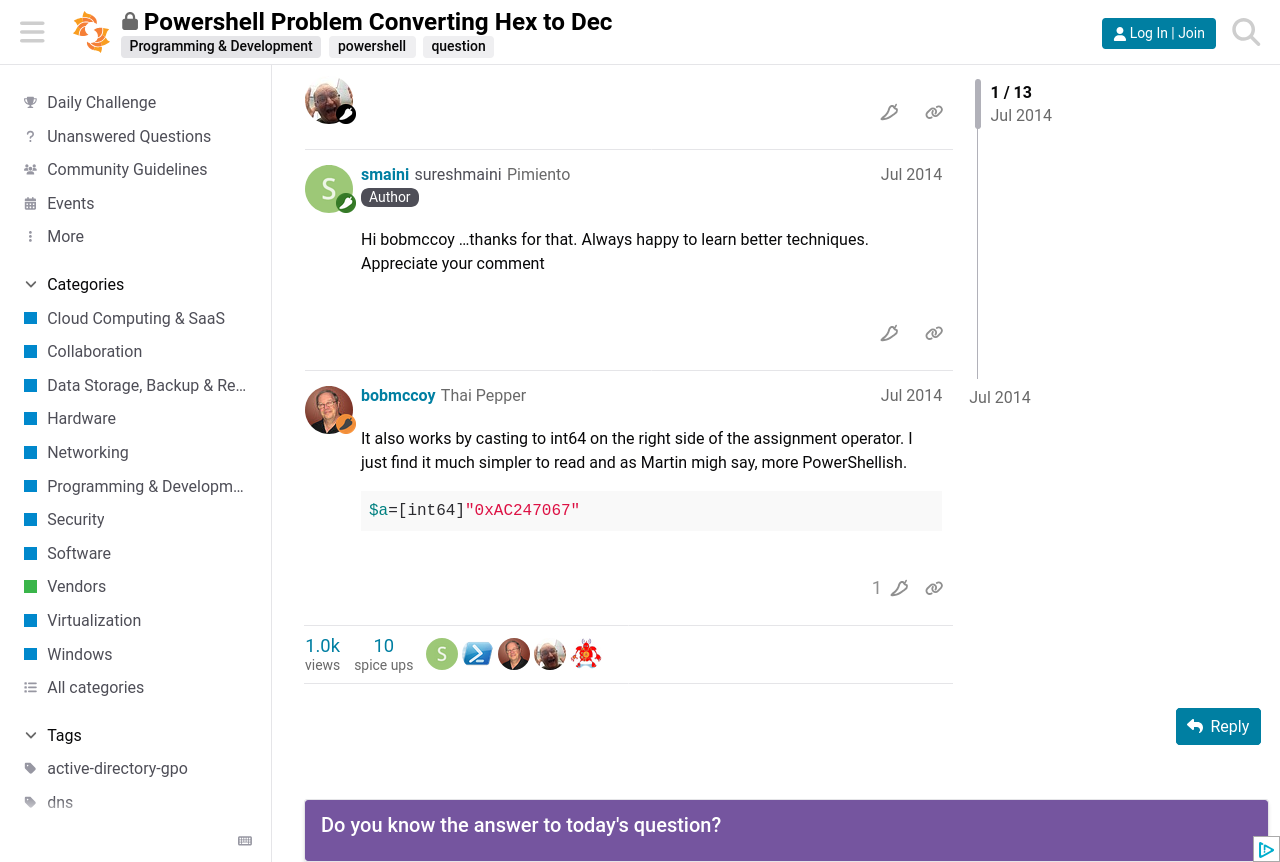 Powershell Problem Converting Hex to Dec
Programming & Development powershell question
Log In | Join
Daily Challenge
Unanswered Questions
Community Guidelines
Events
More
Categories
Cloud Computing & SaaS
Collaboration
Data Storage, Backup & Re…
Hardware
Networking
Programming & Developm…
Security
Software
Vendors
Virtualization
Windows
All categories
Tags
active-directory-gpo
dns
1 / 13
Jul 2014
S
smaini sureshmaini Pimiento Jul 2014
Author
Hi bobmccoy …thanks for that. Always happy to learn better techniques.
Appreciate your comment
bobmccoy Thai Pepper Jul 2014
Jul 2014
It also works by casting to int64 on the right side of the assignment operator. I
just find it much simpler to read and as Martin migh say, more PowerShellish.
$a=[int64]"0xAC247067"
1
1.0k 10
views spice ups
S
Reply
Do you know the answer to today's question?